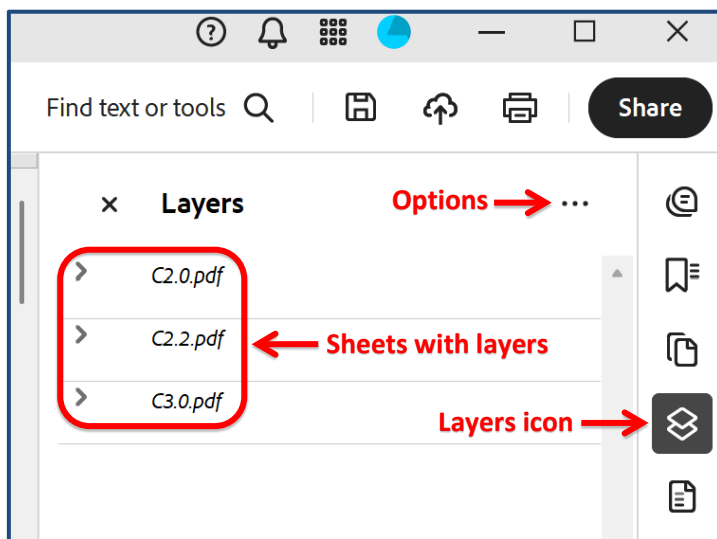 Find text or tools
Share
Layers
Options
C2.0.pdf
C2.2.pdf
Sheets with layers
C3.0.pdf
Layers icon